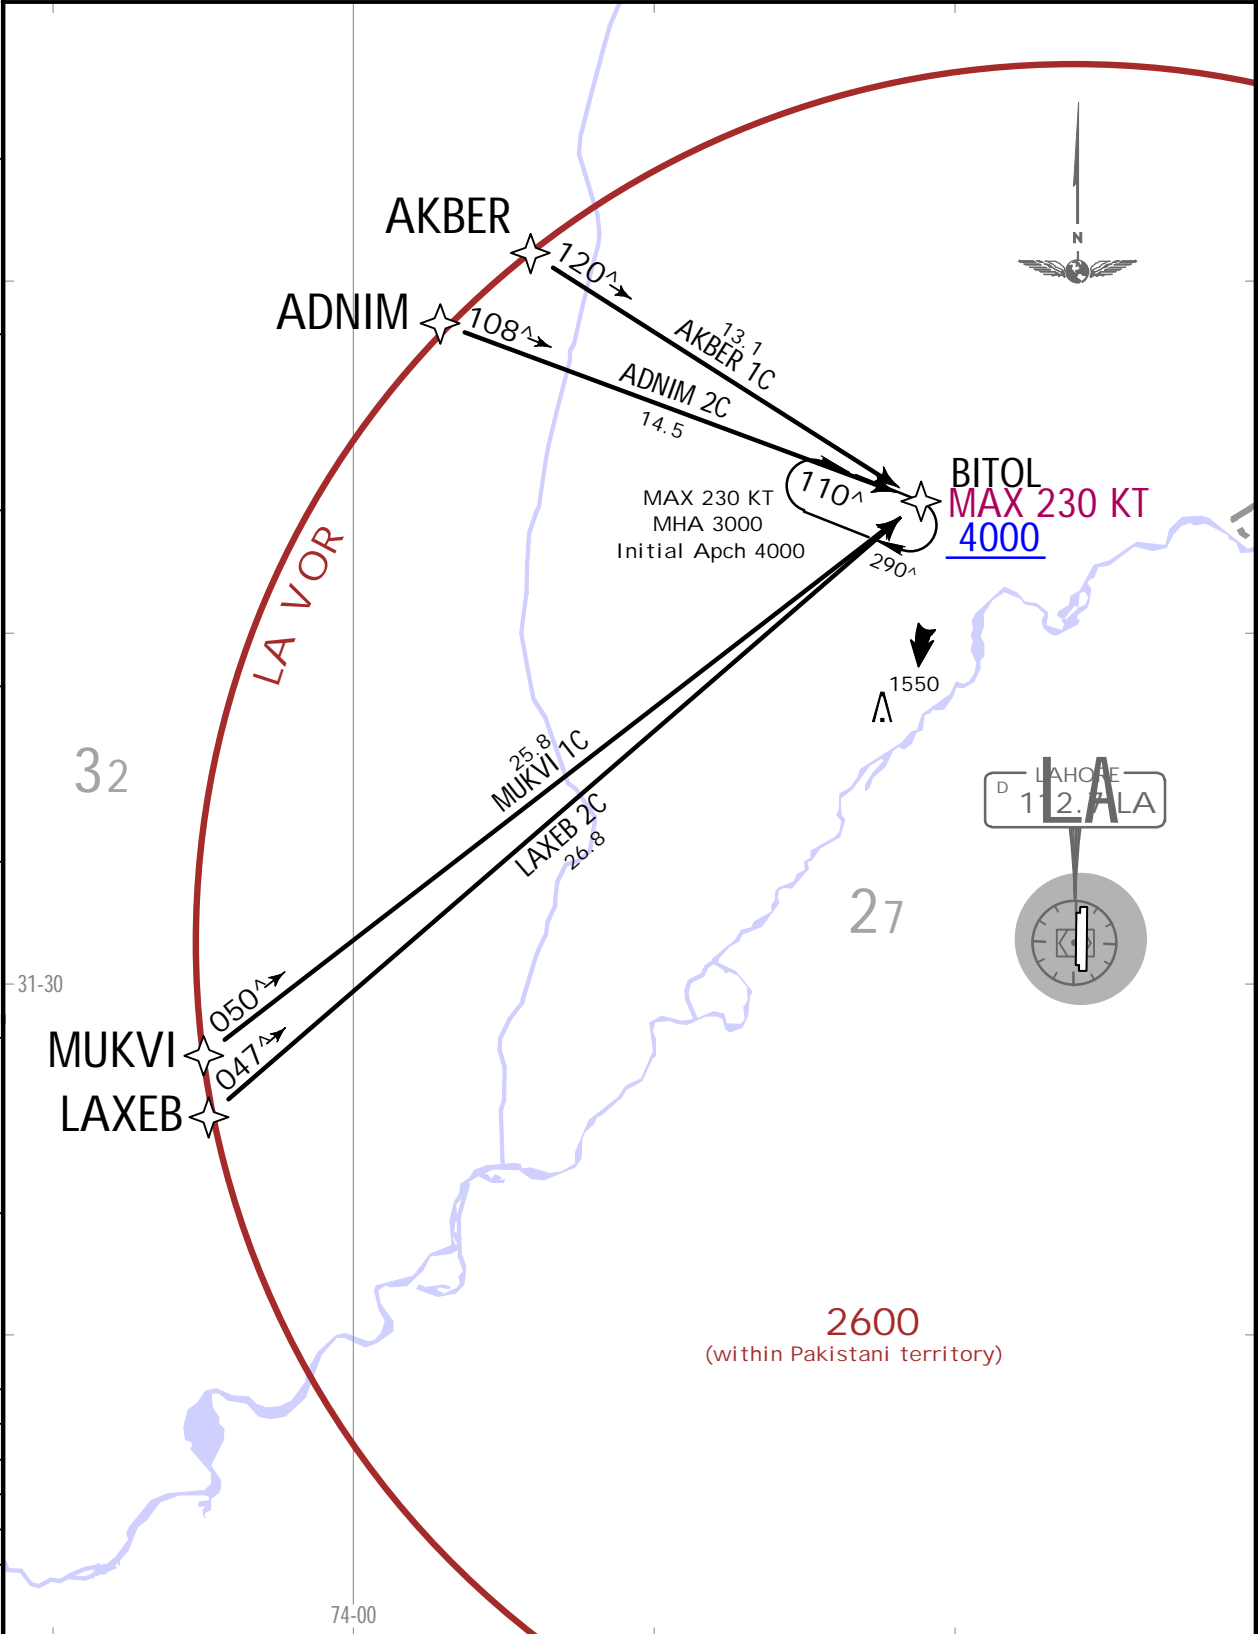 N
AKBER
120^
ADNIM
108^
13.1
AKBER 1C
ADNIM 2C
14.5
BITOL
MAX 230 KT
4000
110^
MAX 230 KT
MHA 3000
Initial Apch 4000
290^
LA VOR
1550
25.8
MUKVI 1C
32
LAHORE
D 112.7 LA
LA
LAXEB 2C
26.8
27
31-30
050^
MUKVI
047^
LAXEB
2600
(within Pakistani territory)
74-00